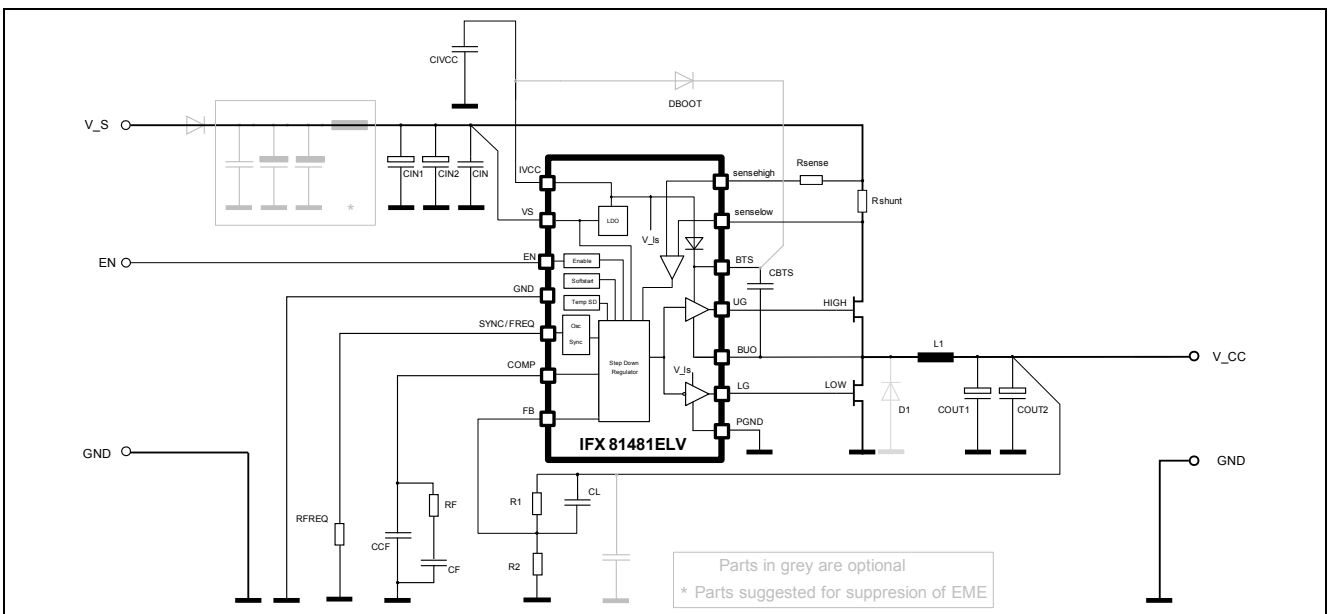 CIVCC
DBOOT
V_S
CIN1
CIN2
CIN
*
IVCC
sensehigh
Rsense
Rshunt
LDO
senselow
VS
V_ls
EN
EN
Enable
BTS
CBTS
Softstart
GND
Temp SD
UG
HIGH
SYNC/FREQ
Osc
Sync
L1
Step Down
Regulator
BUO
V_CC
COMP
V_ls
LG
LOW
D1
COUT1
COUT2
FB
PGND
IFX 81481ELV
GND
GND
R1
CL
RF
RFREQ
CCF
CF
R2
Parts in grey are optional
* Parts suggested for suppresion of EME